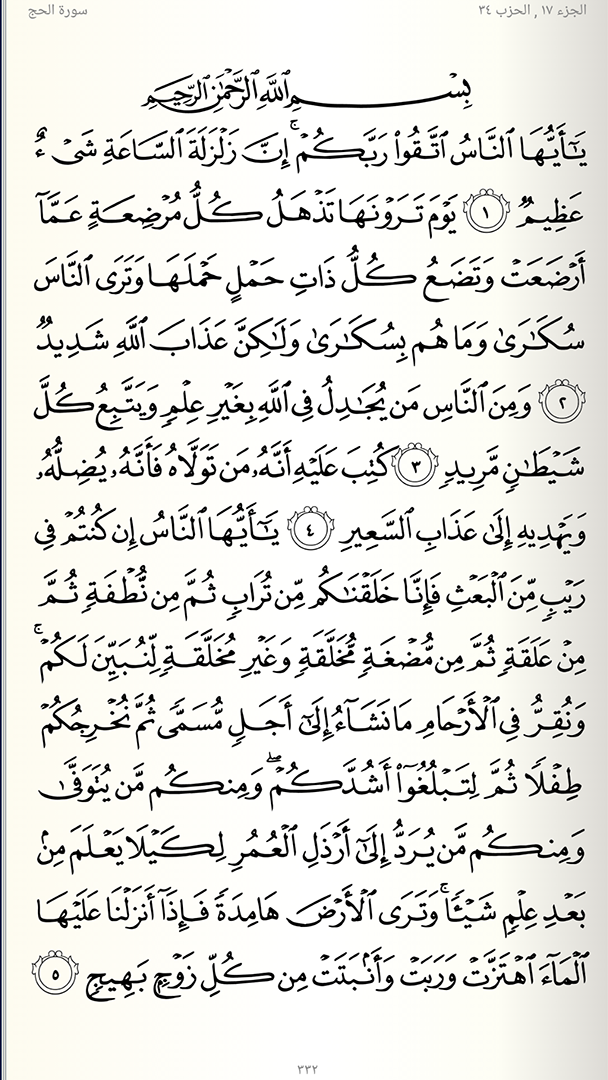 الجزء ١٧ , الحزب ٣٤
سورة الحج
بِسْمِ ٱللَّهِ ٱلرَّحْمَٰنِ ٱلرَّحِيمِ
يَٰٓأَيُّهَا ٱلنَّاسُ ٱتَّقُوا۟ رَبَّكُمْ ۚ إِنَّ زَلْزَلَةَ ٱلسَّاعَةِ شَىْءٌ
عَظِيمٌ ١ يَوْمَ تَرَوْنَهَا تَذْهَلُ كُلُّ مُرْضِعَةٍ عَمَّآ
أَرْضَعَتْ وَتَضَعُ كُلُّ ذَاتِ حَمْلٍ حَمْلَهَا وَتَرَى ٱلنَّاسَ
سُكَٰرَىٰ وَمَا هُم بِسُكَٰرَىٰ وَلَٰكِنَّ عَذَابَ ٱللَّهِ شَدِيدٌ
٢ وَمِنَ ٱلنَّاسِ مَن يُجَٰدِلُ فِى ٱللَّهِ بِغَيْرِ عِلْمٍ وَيَتَّبِعُ كُلَّ
شَيْطَٰنٍ مَّرِيدٍ ٣ كُتِبَ عَلَيْهِ أَنَّهُۥ مَن تَوَلَّاهُ فَأَنَّهُۥ يُضِلُّهُۥ
وَيَهْدِيهِ إِلَىٰ عَذَابِ ٱلسَّعِيرِ ٤ يَٰٓأَيُّهَا ٱلنَّاسُ إِن كُنتُمْ فِى
رَيْبٍ مِّنَ ٱلْبَعْثِ فَإِنَّا خَلَقْنَٰكُم مِّن تُرَابٍ ثُمَّ مِن نُّطْفَةٍ ثُمَّ
مِنْ عَلَقَةٍ ثُمَّ مِن مُّضْغَةٍ مُّخَلَّقَةٍ وَغَيْرِ مُخَلَّقَةٍ لِّنُبَيِّنَ لَكُمْ ۚ
وَنُقِرُّ فِى ٱلْأَرْحَامِ مَا نَشَآءُ إِلَىٰٓ أَجَلٍ مُّسَمًّى ثُمَّ نُخْرِجُكُمْ
طِفْلًا ثُمَّ لِتَبْلُغُوٓا۟ أَشُدَّكُمْ ۖ وَمِنكُم مَّن يُتَوَفَّىٰ
وَمِنكُم مَّن يُرَدُّ إِلَىٰٓ أَرْذَلِ ٱلْعُمُرِ لِكَيْلَا يَعْلَمَ مِنۢ
بَعْدِ عِلْمٍ شَيْـًٔا ۚ وَتَرَى ٱلْأَرْضَ هَامِدَةً فَإِذَآ أَنزَلْنَا عَلَيْهَا
ٱلْمَآءَ ٱهْتَزَّتْ وَرَبَتْ وَأَنۢبَتَتْ مِن كُلِّ زَوْجٍۭ بَهِيجٍ ٥
٣٣٢